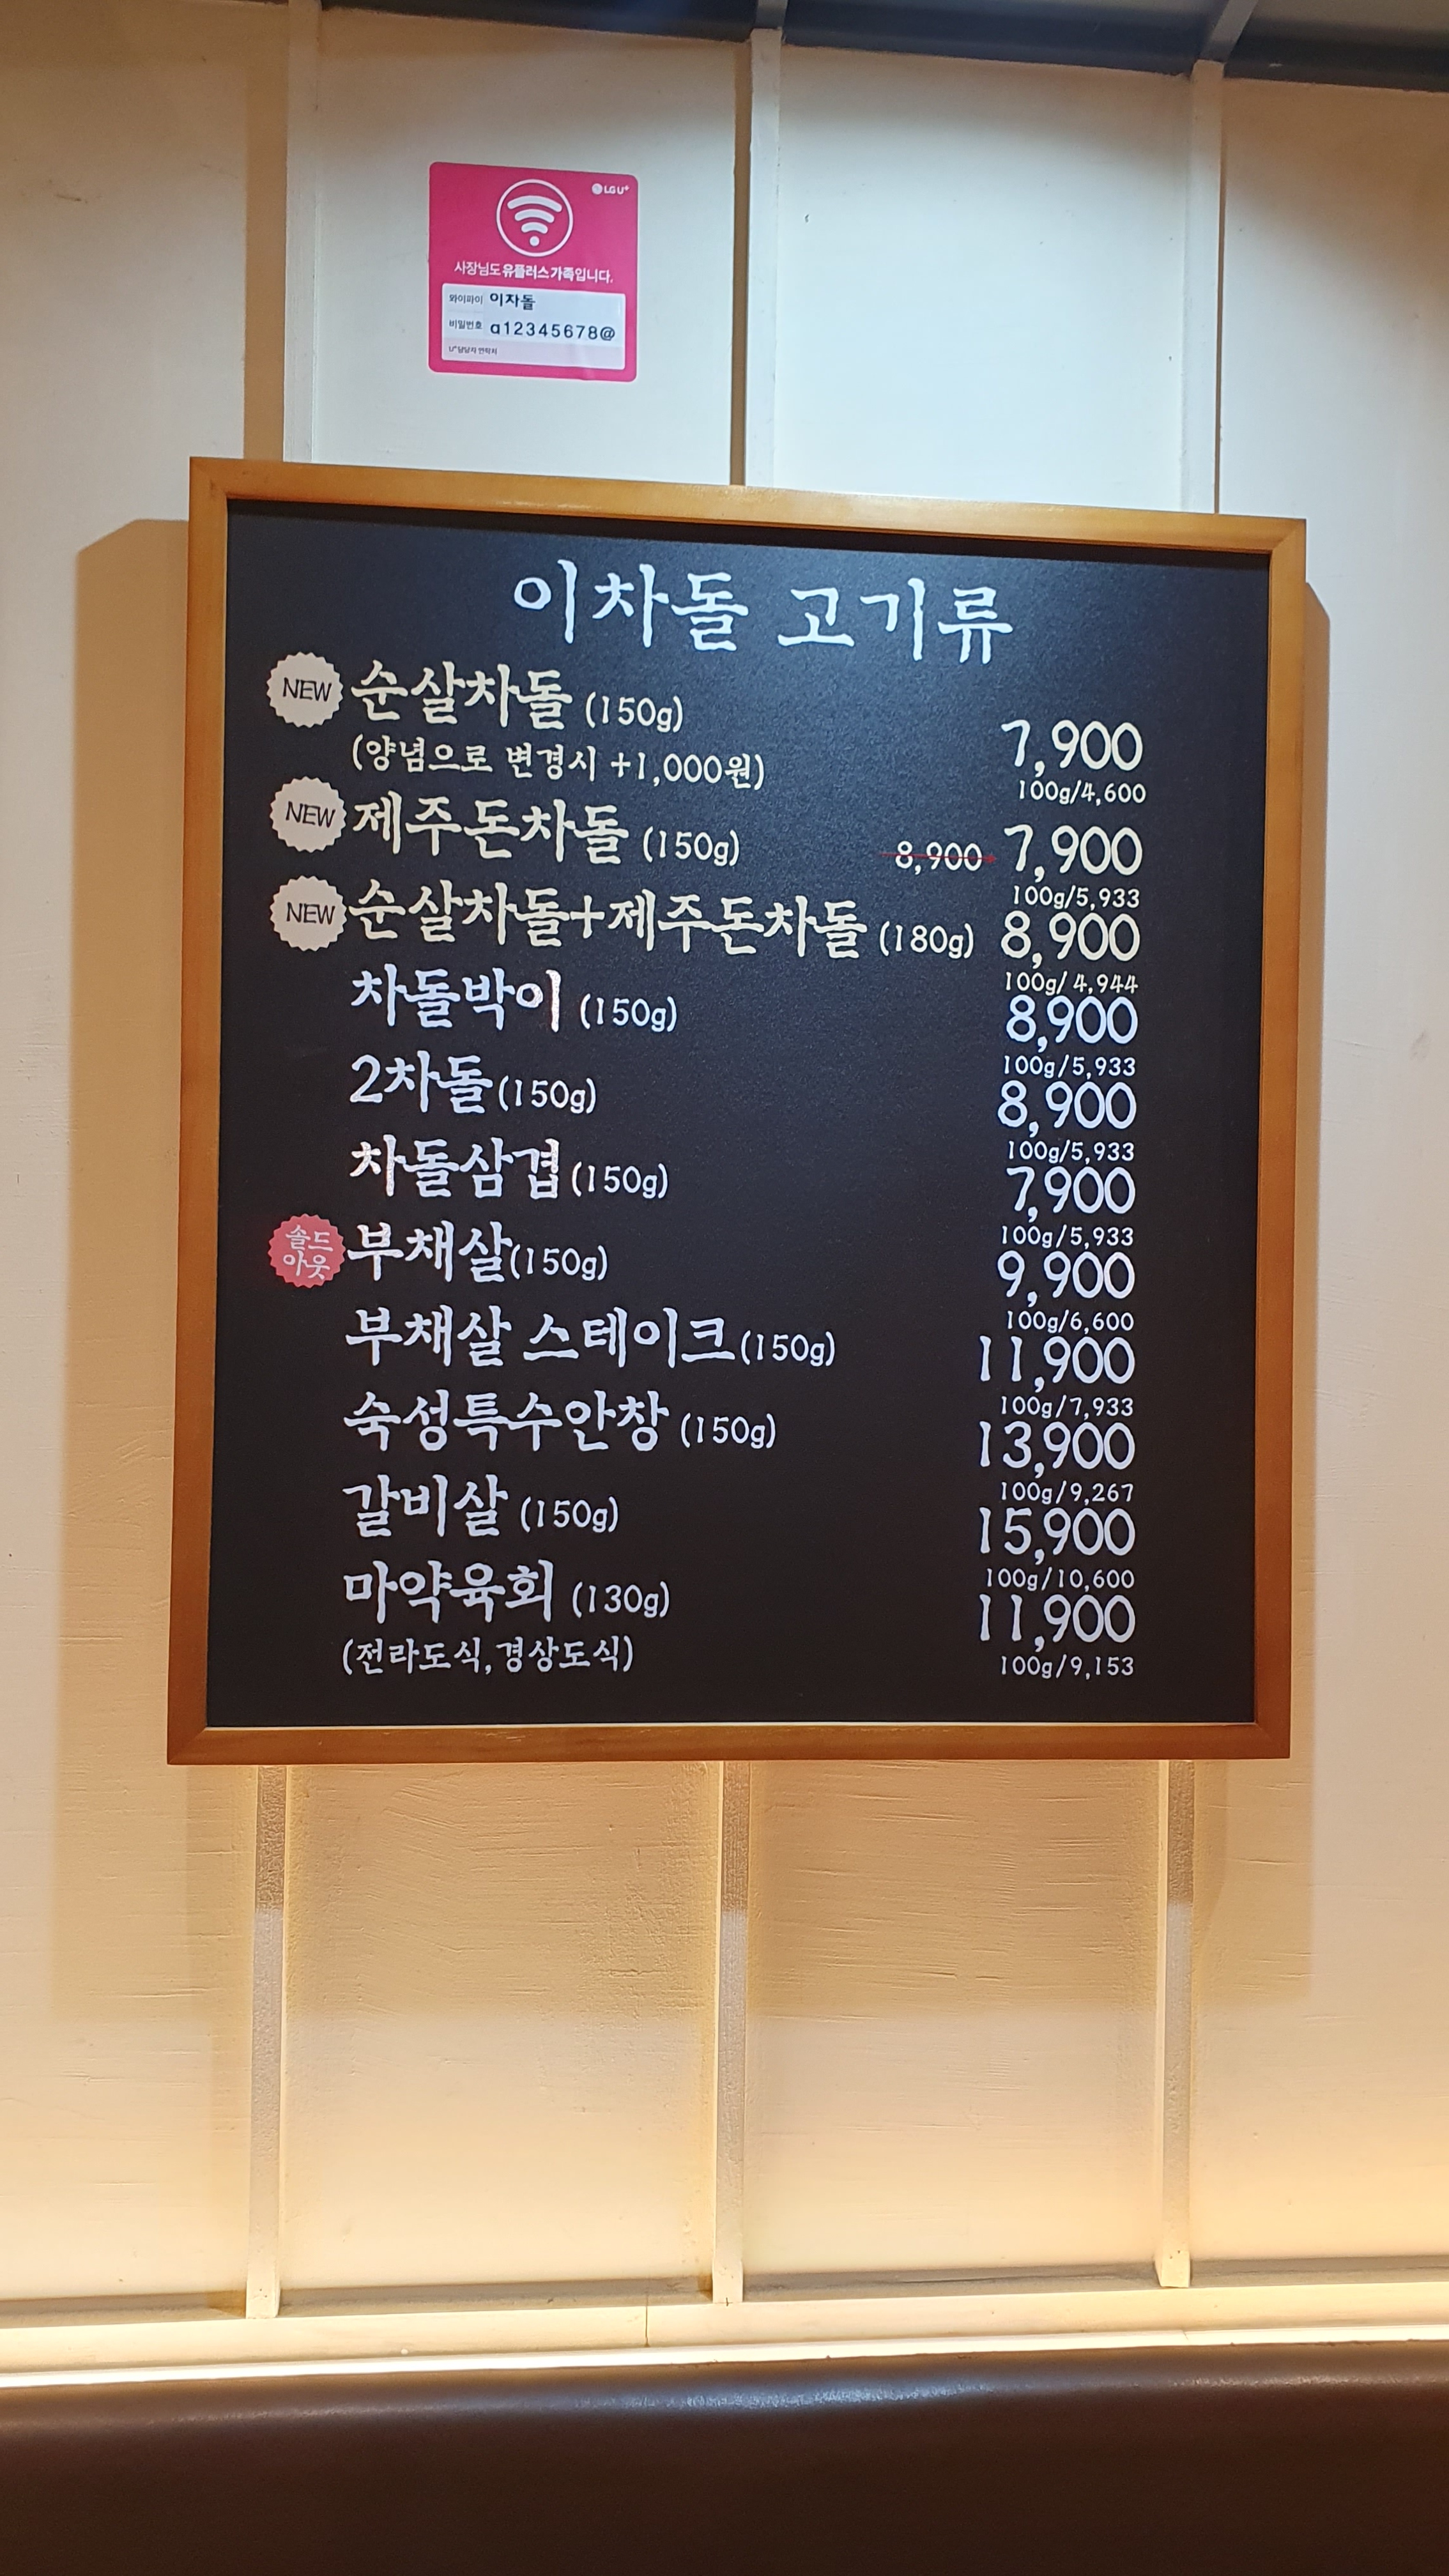 LG U+
사장님도 유플러스 가족입니다.
와이파이 이차돌
비밀번호 a12345678@
U+담당자 연락처
이차돌 고기류
NEW 순살차돌 (150g) 7,900
(양념으로 변경시 +1,000원) 100g/4,600
NEW 제주돈차돌 (150g) 8,900 7,900
100g/5,933
NEW 순살차돌+제주돈차돌 (180g) 8,900
100g/4,944
차돌박이 (150g) 8,900
100g/5,933
2차돌(150g) 8,900
100g/5,933
차돌삼겹(150g) 7,900
100g/5,933
솔드아웃 부채살(150g) 9,900
100g/6,600
부채살 스테이크(150g) 11,900
100g/7,933
숙성특수안창 (150g) 13,900
100g/9,267
갈비살 (150g) 15,900
100g/10,600
마약육회 (130g) 11,900
(전라도식,경상도식) 100g/9,153